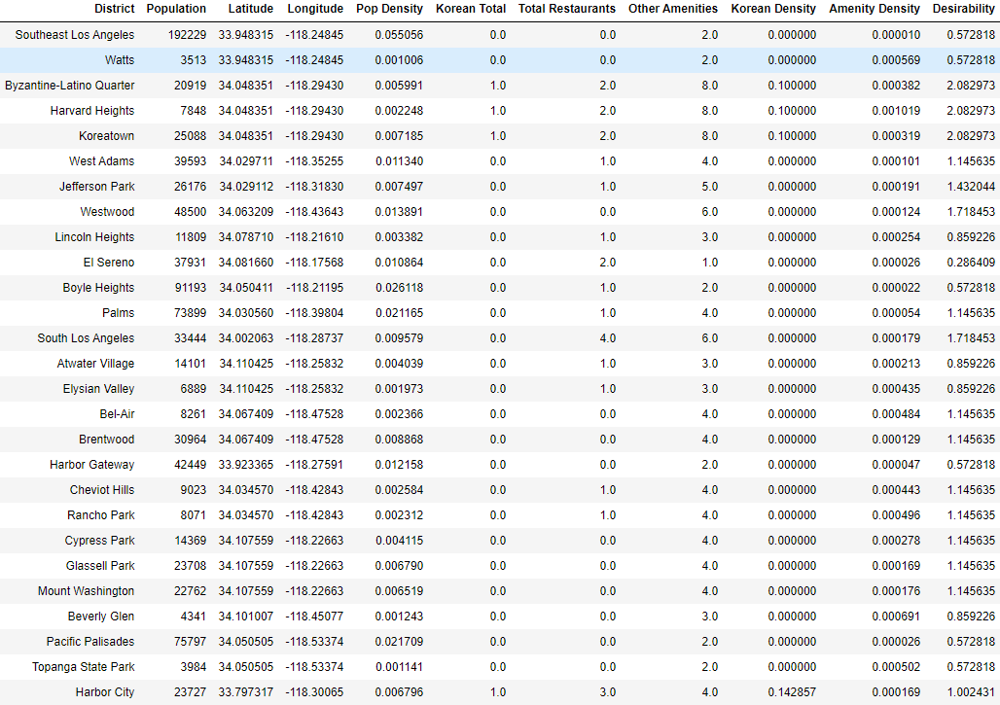 District Population Latitude Longitude Pop Density Korean Total Total Restaurants Other Amenities Korean Density Amenity Density Desirability
Southeast Los Angeles 192229 33.948315 -118.24845 0.055056 0.0 0.0 2.0 0.000000 0.000010 0.572818
Watts 3513 33.948315 -118.24845 0.001006 0.0 0.0 2.0 0.000000 0.000569 0.572818
Byzantine-Latino Quarter 20919 34.048351 -118.29430 0.005991 1.0 2.0 8.0 0.100000 0.000382 2.082973
Harvard Heights 7848 34.048351 -118.29430 0.002248 1.0 2.0 8.0 0.100000 0.001019 2.082973
Koreatown 25088 34.048351 -118.29430 0.007185 1.0 2.0 8.0 0.100000 0.000319 2.082973
West Adams 39593 34.029711 -118.35255 0.011340 0.0 1.0 4.0 0.000000 0.000101 1.145635
Jefferson Park 26176 34.029112 -118.31830 0.007497 0.0 1.0 5.0 0.000000 0.000191 1.432044
Westwood 48500 34.063209 -118.43643 0.013891 0.0 0.0 6.0 0.000000 0.000124 1.718453
Lincoln Heights 11809 34.078710 -118.21610 0.003382 0.0 1.0 3.0 0.000000 0.000254 0.859226
El Sereno 37931 34.081660 -118.17568 0.010864 0.0 2.0 1.0 0.000000 0.000026 0.286409
Boyle Heights 91193 34.050411 -118.21195 0.026118 0.0 1.0 2.0 0.000000 0.000022 0.572818
Palms 73899 34.030560 -118.39804 0.021165 0.0 1.0 4.0 0.000000 0.000054 1.145635
South Los Angeles 33444 34.002063 -118.28737 0.009579 0.0 4.0 6.0 0.000000 0.000179 1.718453
Atwater Village 14101 34.110425 -118.25832 0.004039 0.0 1.0 3.0 0.000000 0.000213 0.859226
Elysian Valley 6889 34.110425 -118.25832 0.001973 0.0 1.0 3.0 0.000000 0.000435 0.859226
Bel-Air 8261 34.067409 -118.47528 0.002366 0.0 0.0 4.0 0.000000 0.000484 1.145635
Brentwood 30964 34.067409 -118.47528 0.008868 0.0 0.0 4.0 0.000000 0.000129 1.145635
Harbor Gateway 42449 33.923365 -118.27591 0.012158 0.0 0.0 2.0 0.000000 0.000047 0.572818
Cheviot Hills 9023 34.034570 -118.42843 0.002584 0.0 1.0 4.0 0.000000 0.000443 1.145635
Rancho Park 8071 34.034570 -118.42843 0.002312 0.0 1.0 4.0 0.000000 0.000496 1.145635
Cypress Park 14369 34.107559 -118.22663 0.004115 0.0 0.0 4.0 0.000000 0.000278 1.145635
Glassell Park 23708 34.107559 -118.22663 0.006790 0.0 0.0 4.0 0.000000 0.000169 1.145635
Mount Washington 22762 34.107559 -118.22663 0.006519 0.0 0.0 4.0 0.000000 0.000176 1.145635
Beverly Glen 4341 34.101007 -118.45077 0.001243 0.0 0.0 3.0 0.000000 0.000691 0.859226
Pacific Palisades 75797 34.050505 -118.53374 0.021709 0.0 0.0 2.0 0.000000 0.000026 0.572818
Topanga State Park 3984 34.050505 -118.53374 0.001141 0.0 0.0 2.0 0.000000 0.000502 0.572818
Harbor City 23727 33.797317 -118.30065 0.006796 1.0 3.0 4.0 0.142857 0.000169 1.002431